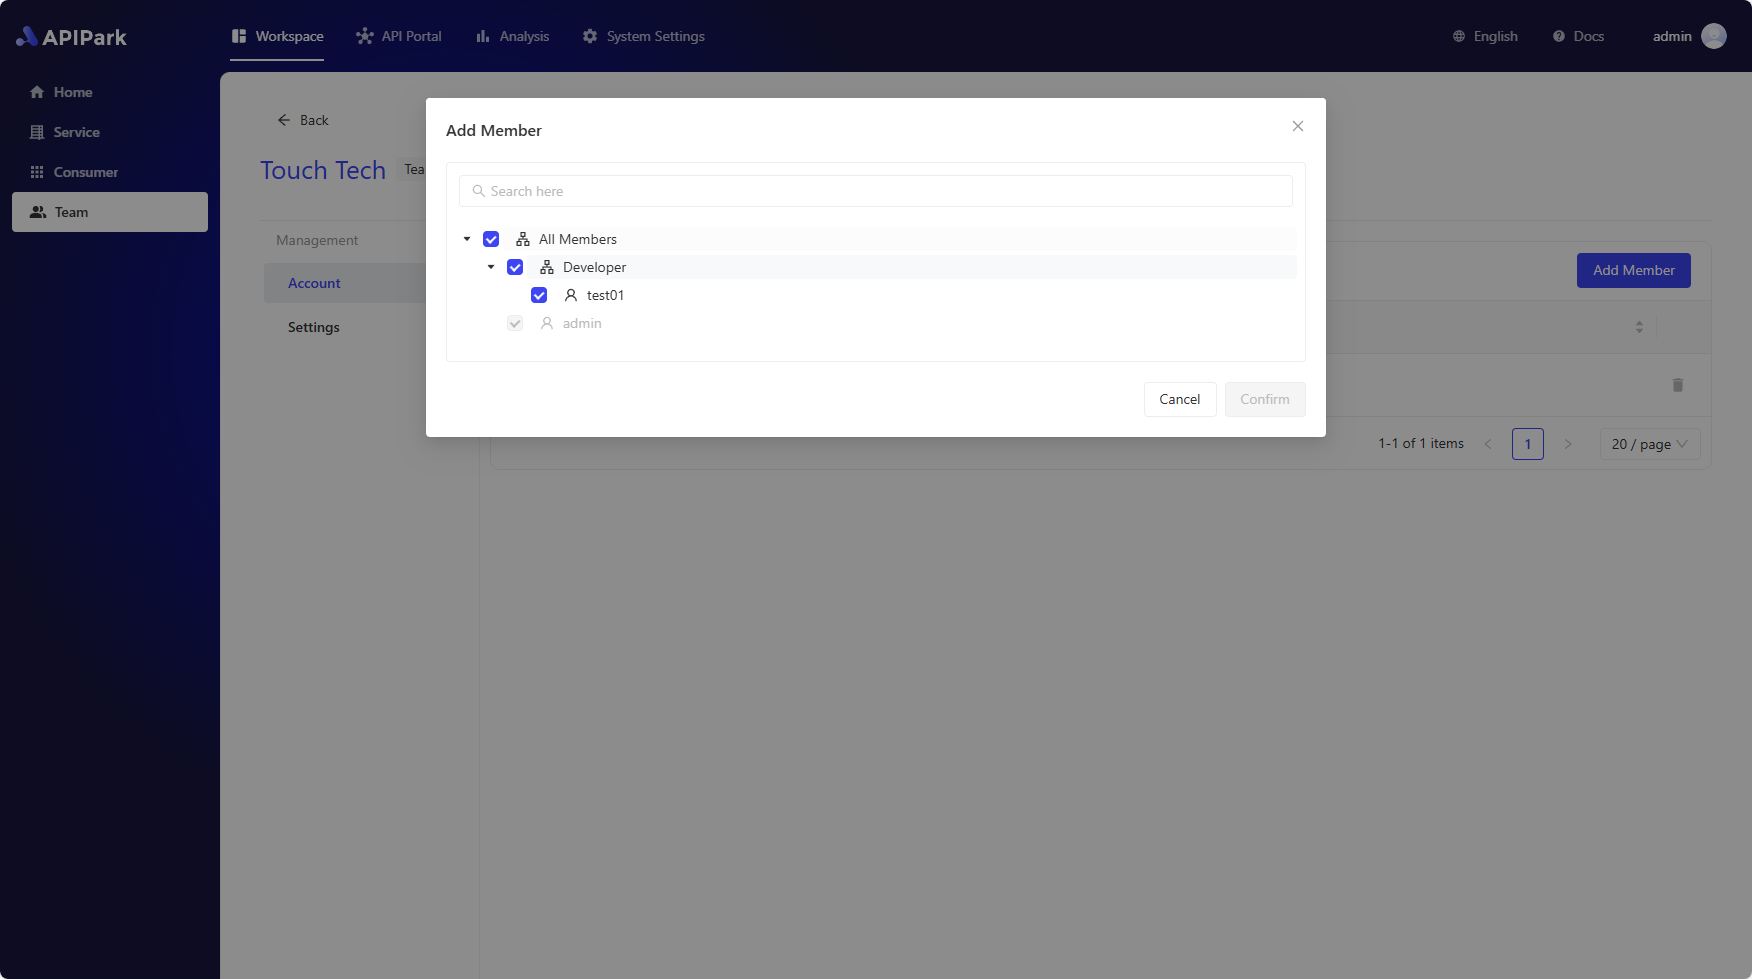 APIPark
Workspace
API Portal
Analysis
System Settings
English
Docs
admin
Home
Service
Consumer
Team
Back
Touch Tech
Tea
Management
Account
Settings
Add Member
Search here
All Members
Developer
test01
admin
Cancel
Confirm
Add Member
1-1 of 1 items
1
20 / page